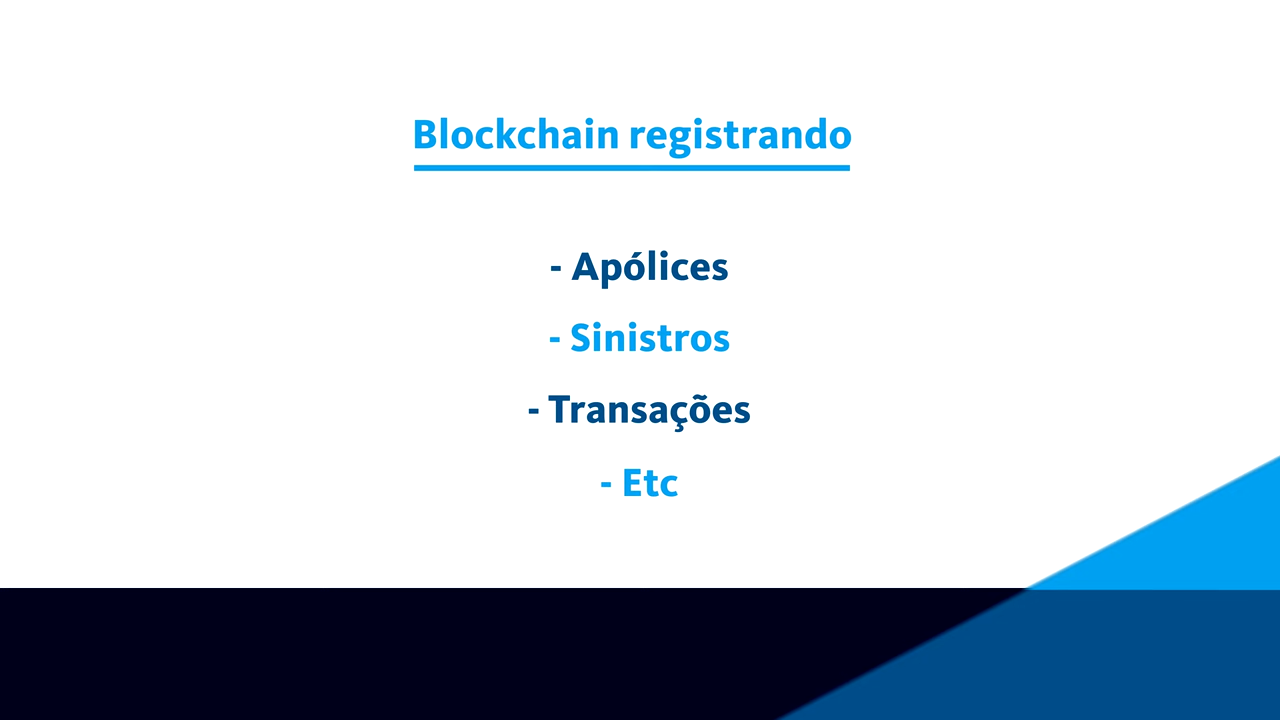 Blockchain registrando
- Apólices
- Sinistros
- Transações
- Etc